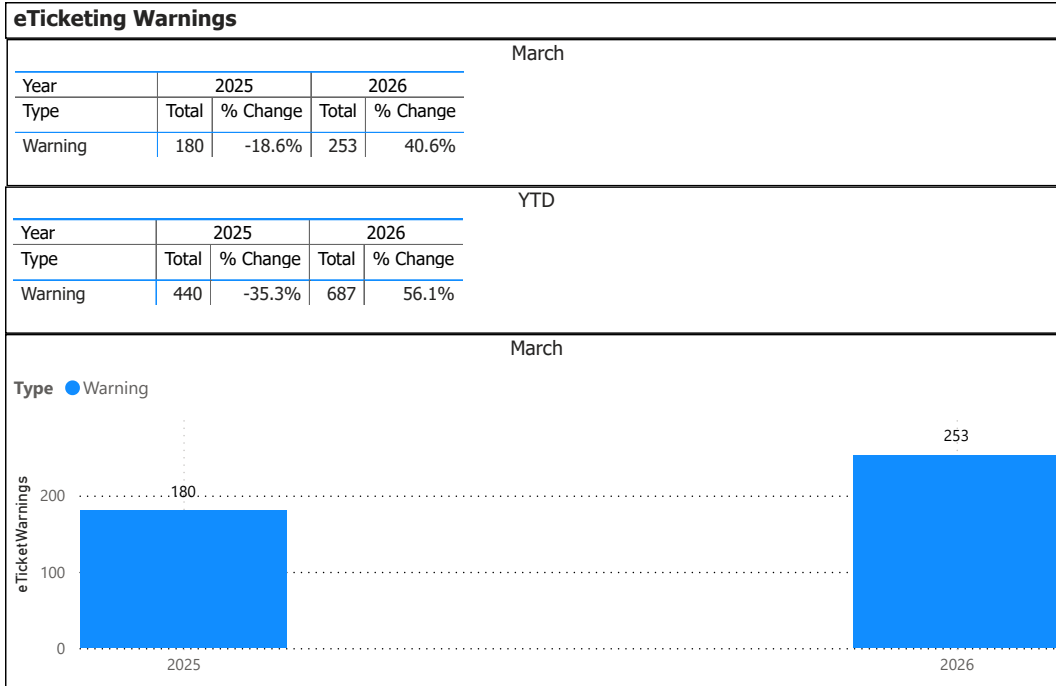 eTicketing Warnings
March
Year 2025 2026
Type Total % Change Total % Change
Warning 180 -18.6% 253 40.6%
YTD
Year 2025 2026
Type Total % Change Total % Change
Warning 440 -35.3% 687 56.1%
March
Type Warning
253
180
200
100
0
eTicketWarnings
2025 2026